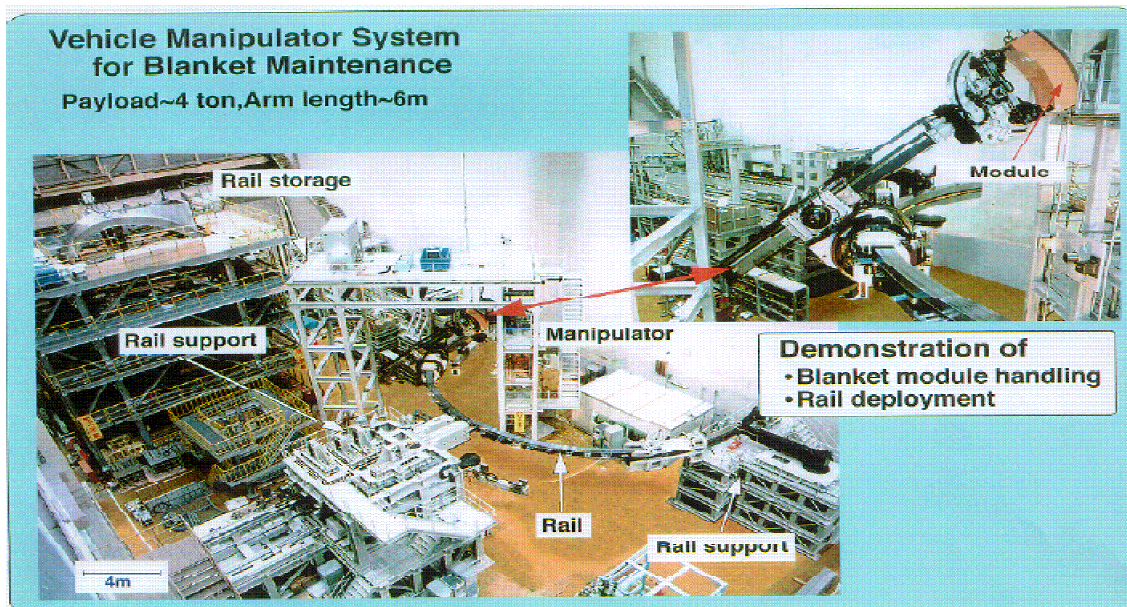 Vehicle Manipulator System
for Blanket Maintenance
Payload~4 ton,Arm length~6m
Module
Rail storage
Rail support
Manipulator
Demonstration of
•Blanket module handling
•Rail deployment
Rail
Rail support
4m